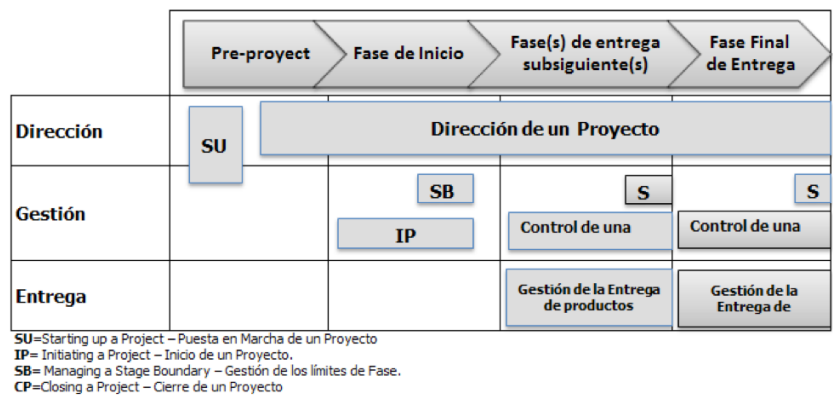 Pre-proyect
Fase de Inicio
Fase(s) de entrega
subsiguiente(s)
Fase Final
de Entrega
Dirección
SU
Dirección de un Proyecto
Gestión
SB
S
S
IP
Control de una
Control de una
Entrega
Gestión de la Entrega
de productos
Gestión de la
Entrega de
SU=Starting up a Project – Puesta en Marcha de un Proyecto
IP= Initiating a Project – Inicio de un Proyecto.
SB= Managing a Stage Boundary – Gestión de los límites de Fase.
CP=Closing a Project – Cierre de un Proyecto